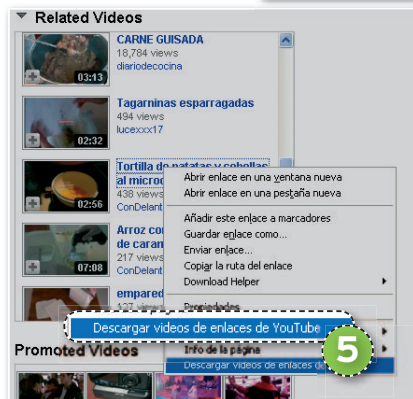 Related Videos
CARNE GUISADA
18,784 views
diariodecocina
03:13
Tagarninas esparragadas
494 views
lucexxx17
02:32
Tortilla de patatas y cebollas
al microo
438 views
ConDelant
02:56
Arroz co
de caran
217 views
ConDelant
07:08
empared
127 views
Abrir enlace en una ventana nueva
Abrir enlace en una pestaña nueva
Añadir este enlace a marcadores
Guardar enlace como...
Enviar enlace...
Copiar la ruta del enlace
Download Helper
Propiedades
Descargar videos de enlaces de YouTube
5
Info de la página
Descargar videos de enlaces de
Promoted Videos